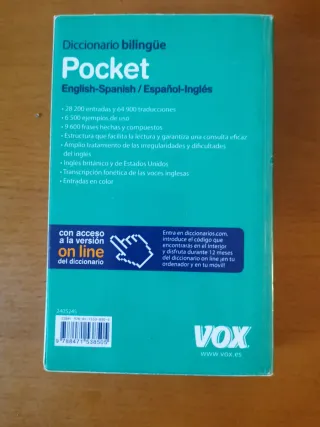 Diccionario bilingüe
Pocket
English-Spanish / Español-Inglés
• 28 200 entradas y 64 900 traducciones
• 6 500 ejemplos de uso
• 9 600 frases hechas y compuestos
• Estructura que facilita la lectura y garantiza una consulta eficaz
• Amplio tratamiento de las irregularidades y dificultades
del inglés
• Inglés británico y de Estados Unidos
• Transcripción fonética de las voces inglesas
• Entradas en color
con acceso
a la versión
on line
del diccionario
Entra en diccionarios.com,
introduce el código que
encontrarás en el interior
y disfruta durante 12 meses
del diccionario on line ¡en tu
ordenador y en tu móvil!
2405245
9 788471 538505
VOX
www.vox.es